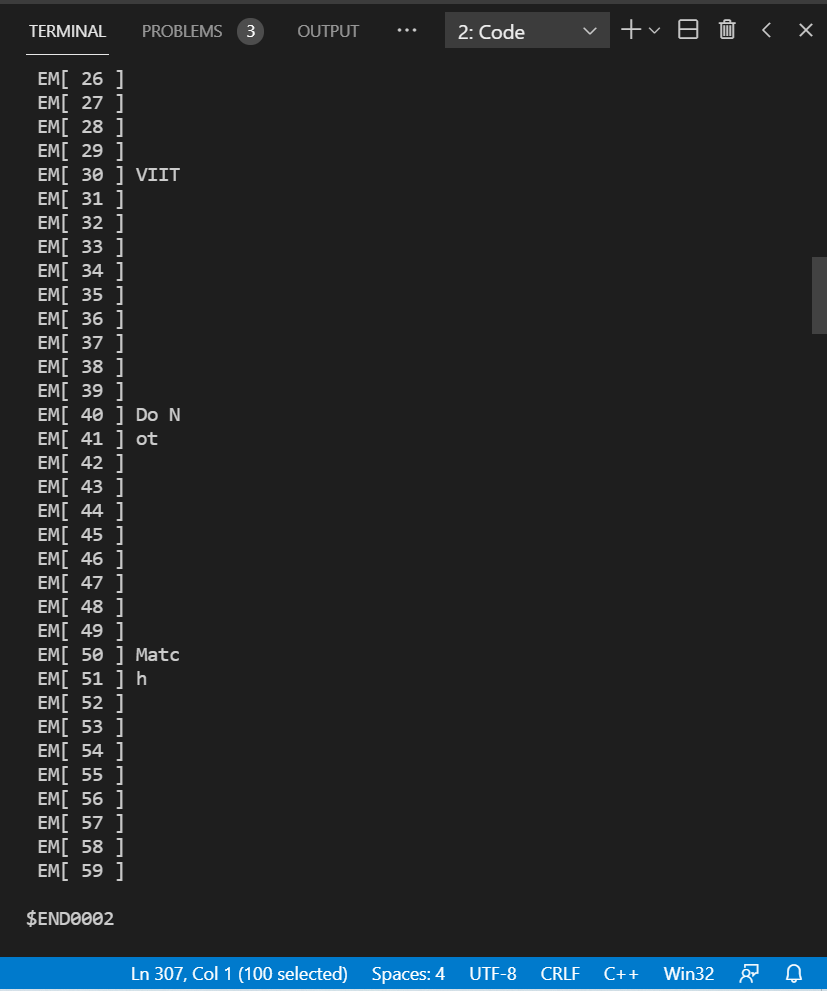 TERMINAL PROBLEMS 3 OUTPUT ··· 2: Code
EM[ 26 ]
EM[ 27 ]
EM[ 28 ]
EM[ 29 ]
EM[ 30 ] VIIT
EM[ 31 ]
EM[ 32 ]
EM[ 33 ]
EM[ 34 ]
EM[ 35 ]
EM[ 36 ]
EM[ 37 ]
EM[ 38 ]
EM[ 39 ]
EM[ 40 ] Do N
EM[ 41 ] ot
EM[ 42 ]
EM[ 43 ]
EM[ 44 ]
EM[ 45 ]
EM[ 46 ]
EM[ 47 ]
EM[ 48 ]
EM[ 49 ]
EM[ 50 ] Matc
EM[ 51 ] h
EM[ 52 ]
EM[ 53 ]
EM[ 54 ]
EM[ 55 ]
EM[ 56 ]
EM[ 57 ]
EM[ 58 ]
EM[ 59 ]
$END0002
Ln 307, Col 1 (100 selected) Spaces: 4 UTF-8 CRLF C++ Win32